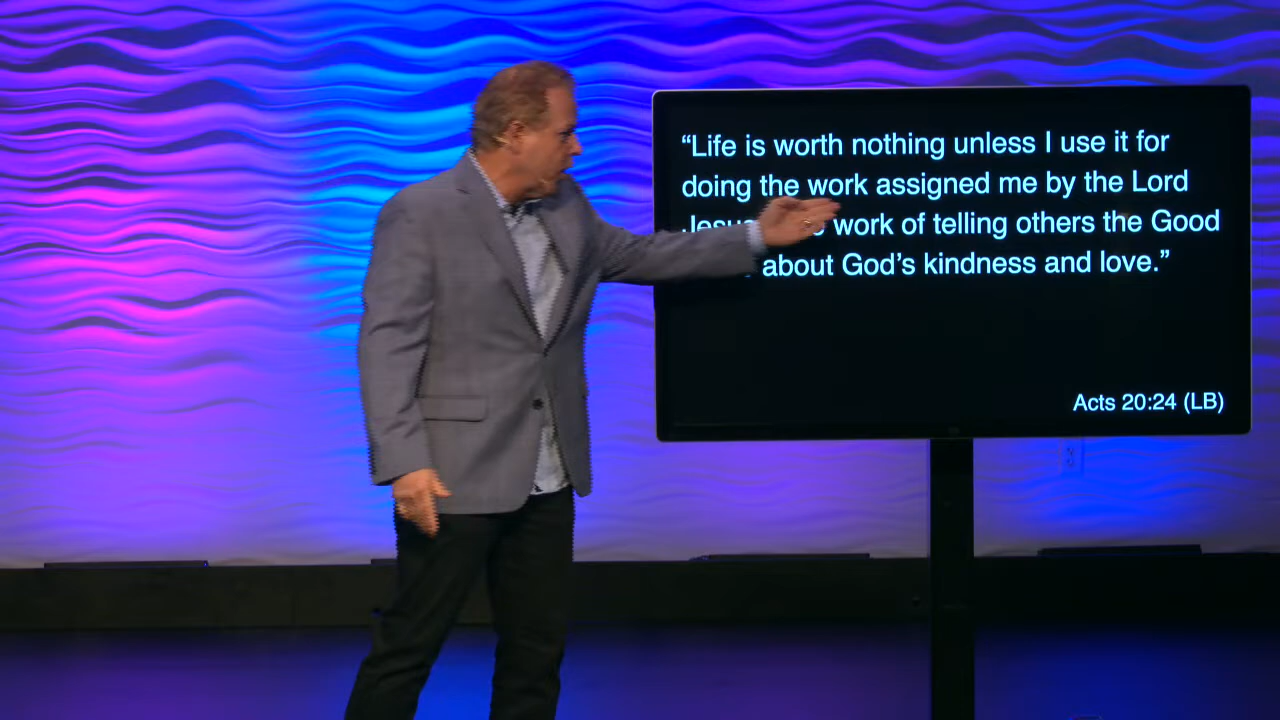 “Life is worth nothing unless I use it for
doing the work assigned me by the Lord
work of telling others the Good
about God’s kindness and love.”
Acts 20:24 (LB)